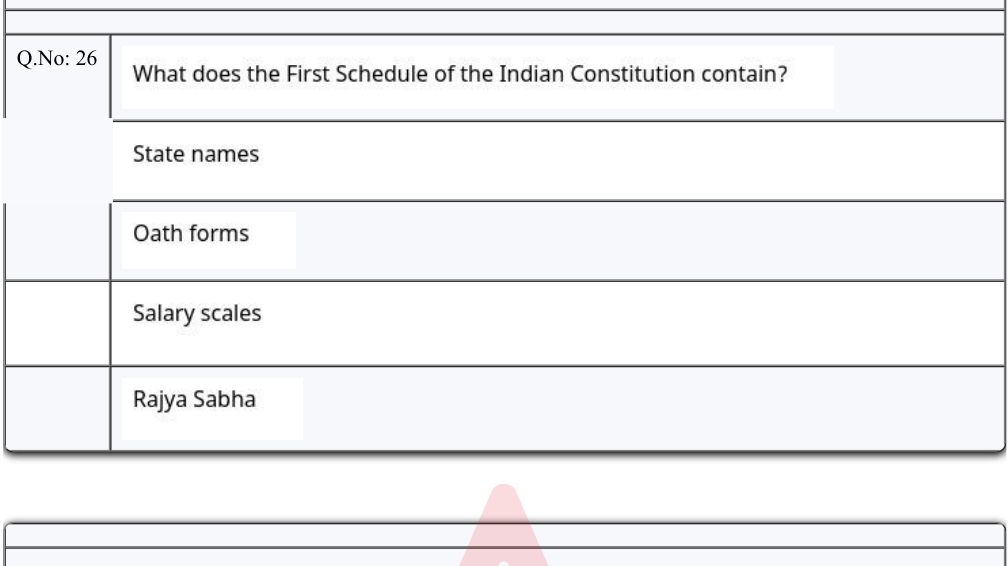 Q.No: 26
What does the First Schedule of the Indian Constitution contain?
State names
Oath forms
Salary scales
Rajya Sabha